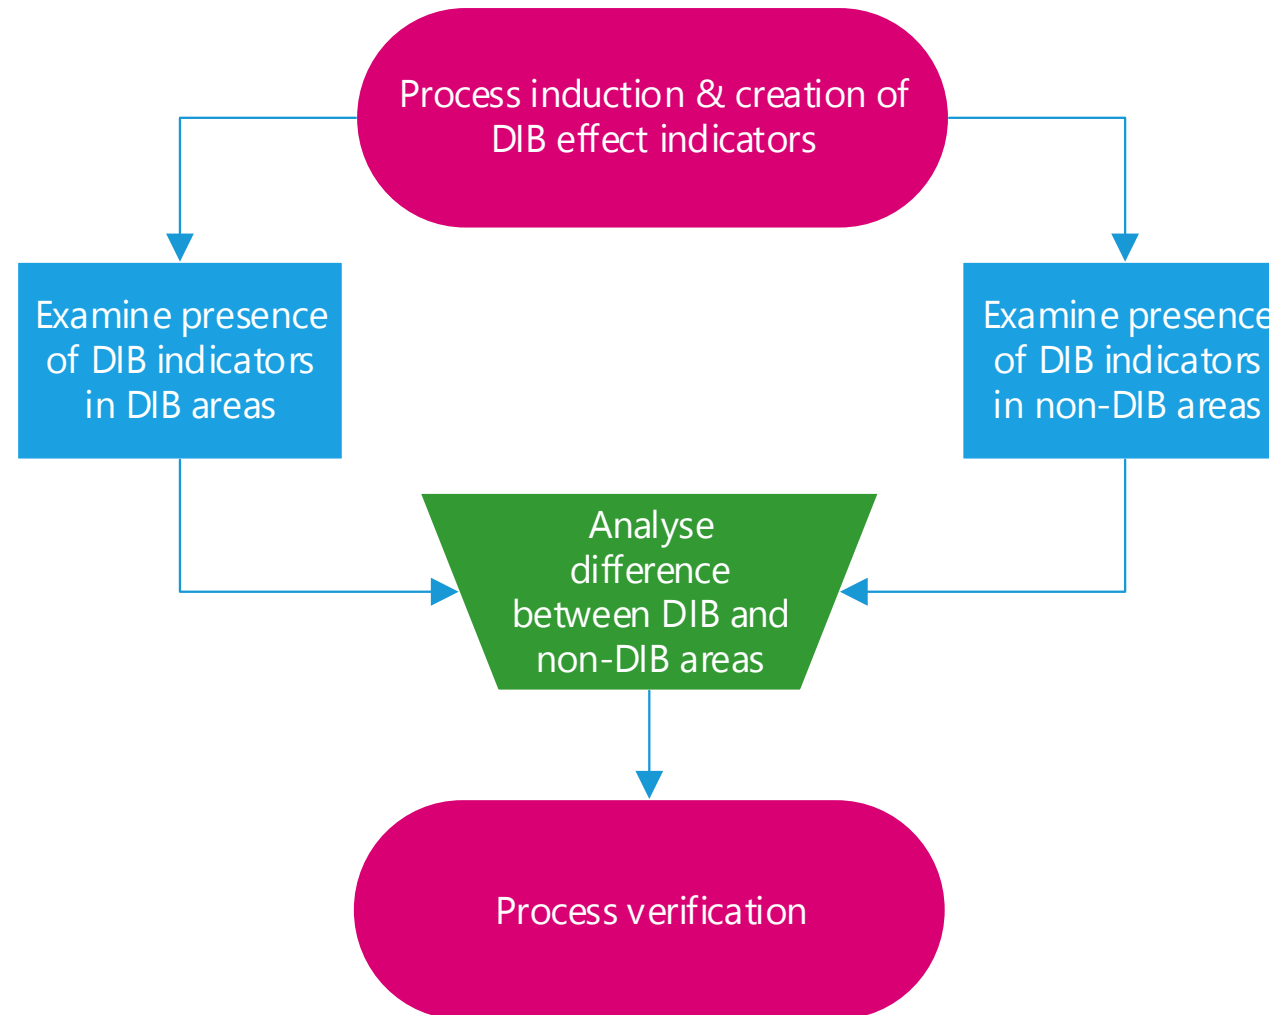 Process induction & creation of
DIB effect indicators
Examine presence
of DIB indicators
in DIB areas
Examine presence
of DIB indicators
in non-DIB areas
Analyse
difference
between DIB and
non-DIB areas
Process verification